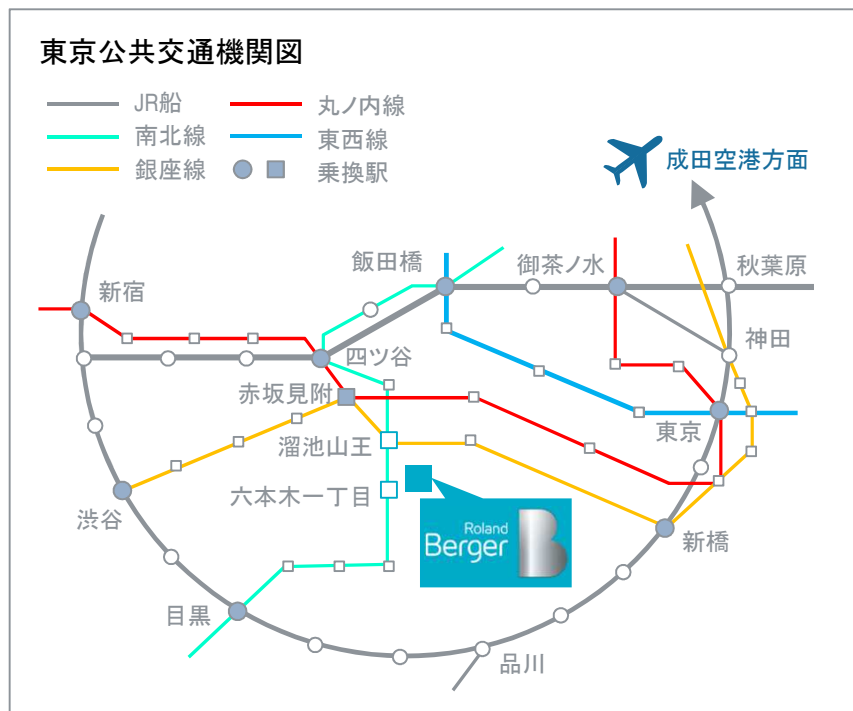 東京公共交通機関図
JR船
丸ノ内線
南北線
東西線
銀座線
乗換駅
成田空港方面
飯田橋
御茶ノ水
秋葉原
新宿
神田
四ツ谷
赤坂見附
東京
溜池山王
六本木一丁目
渋谷
Roland
Berger
B
新橋
目黒
品川